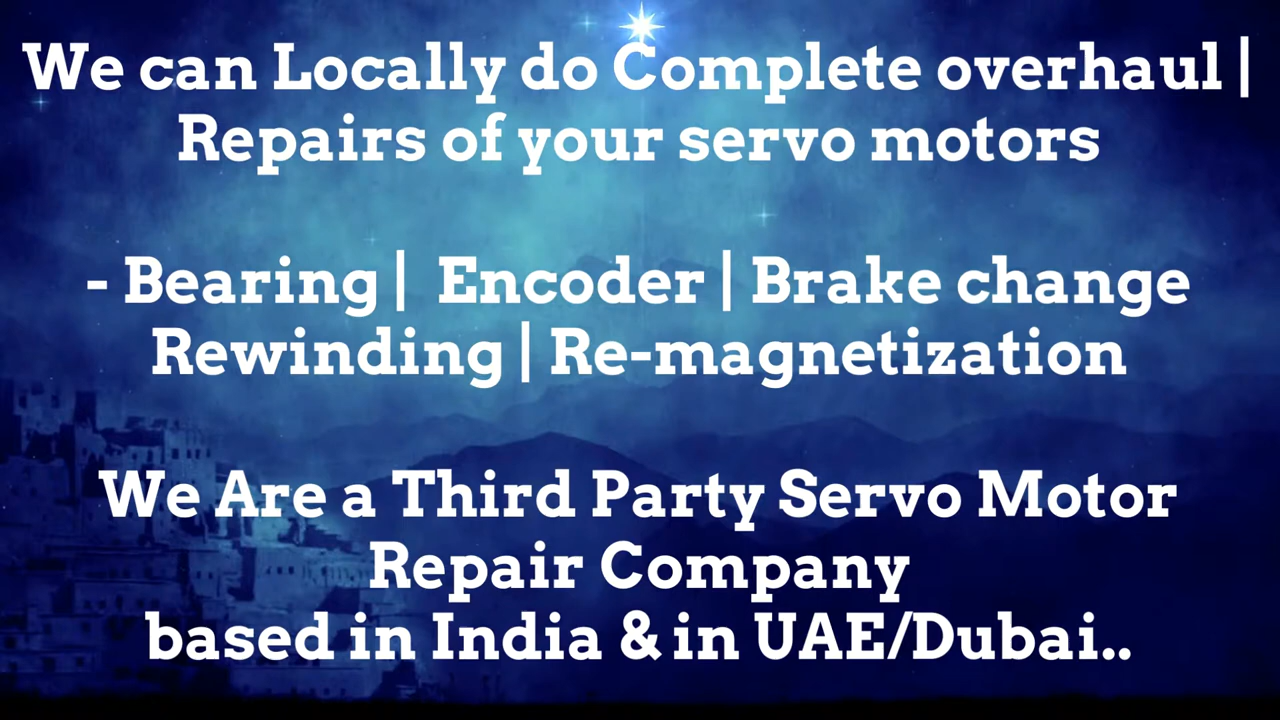 We can Locally do Complete overhaul |
Repairs of your servo motors
- Bearing | Encoder | Brake change
Rewinding | Re-magnetization
We Are a Third Party Servo Motor
Repair Company
based in India & in UAE/Dubai..